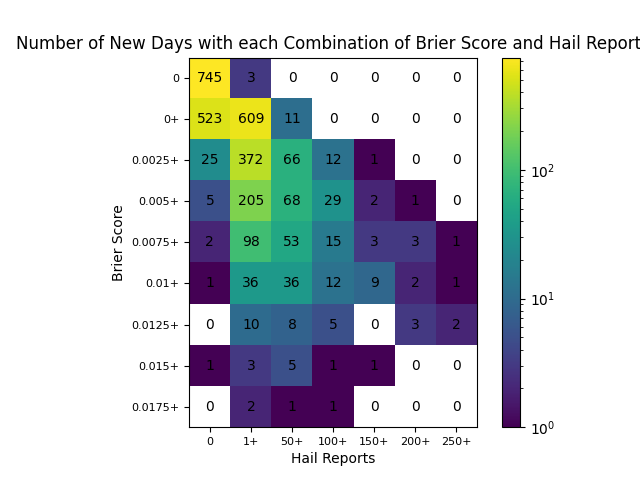 Number of New Days with each Combination of Brier Score and Hail Report
0 745 3 0 0 0 0 0
0+ 523 609 11 0 0 0 0
0.0025+ 25 372 66 12 1 0 0
0.005+ 5 205 68 29 2 1 0
0.0075+ 2 98 53 15 3 3 1
0.01+ 1 36 36 12 9 2 1
0.0125+ 0 10 8 5 0 3 2
0.015+ 1 3 5 1 1 0 0
0.0175+ 0 2 1 1 0 0 0
0 1+ 50+ 100+ 150+ 200+ 250+
Hail Reports
Brier Score
10²
10¹
10⁰